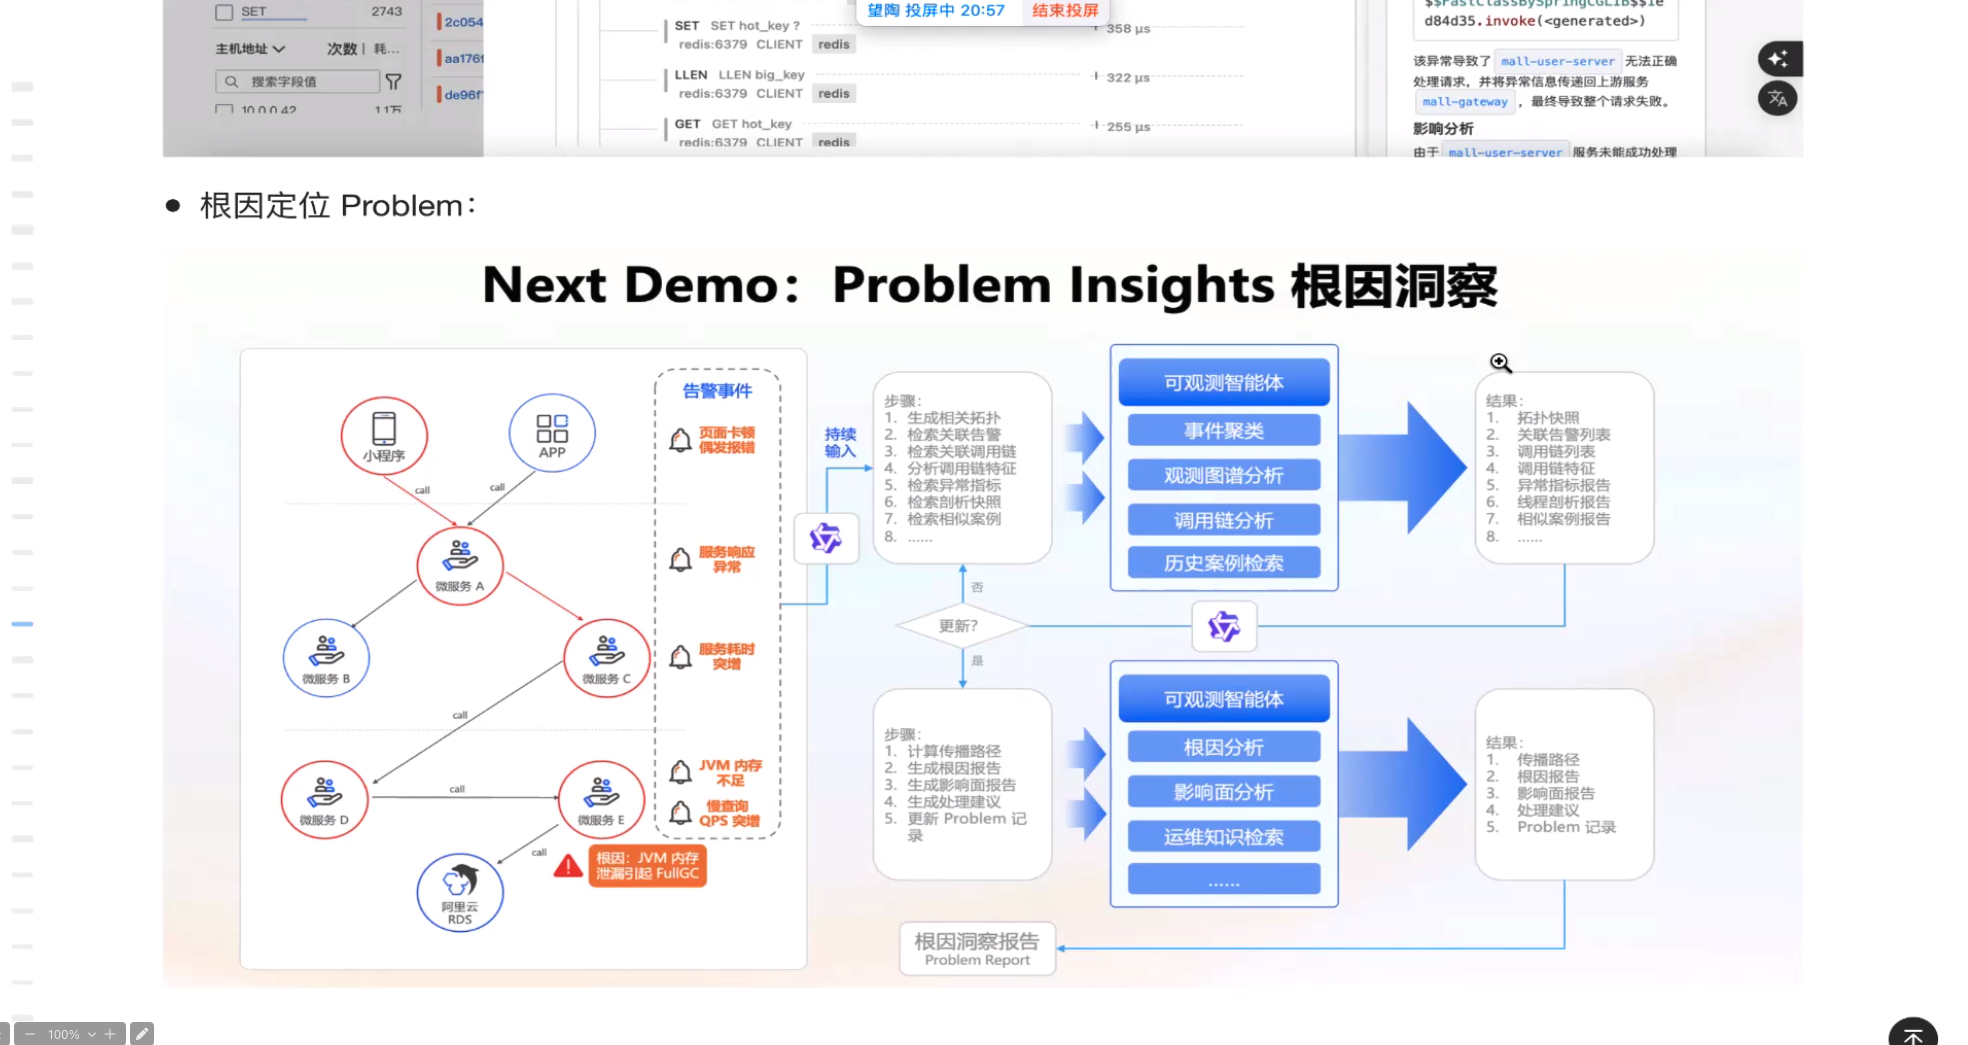 SET 2743
主机地址 次数 | 耗...
搜索字段值
10.0.0.42 1.1万
2c054
aa176f
de96f
SET SET hot_key ?
redis:6379 CLIENT redis
358 μs
LLEN LLEN big_key
redis:6379 CLIENT redis
322 μs
GET GET hot_key
redis:6379 CLIENT redis
255 μs
望陶 投屏中 20:57 结束投屏
$$FastClassBySpringCGLIB$$1e
d84d35.invoke(<generated>)
该异常导致了 mall-user-server 无法正确
处理请求，并将异常信息传递回上游服务
mall-gateway ，最终导致整个请求失败。
影响分析
由于 mall-user-server 服务未能成功处理
根因定位 Problem：
Next Demo：Problem Insights 根因洞察
小程序
APP
call
call
微服务 A
微服务 B
微服务 C
call
微服务 D
call
微服务 E
call
阿里云
RDS
根因：JVM 内存
泄漏引起 FullGC
告警事件
页面卡顿
偶发报错
服务响应
异常
服务耗时
突增
JVM 内存
不足
慢查询
QPS 突增
持续
输入
步骤：
1. 生成相关拓扑
2. 检索关联告警
3. 检索关联调用链
4. 分析调用链特征
5. 检索异常指标
6. 检索剖析快照
7. 检索相似案例
8. ......
可观测智能体
事件聚类
观测图谱分析
调用链分析
历史案例检索
结果：
1. 拓扑快照
2. 关联告警列表
3. 调用链列表
4. 调用链特征
5. 异常指标报告
6. 线程剖析报告
7. 相似案例报告
8. ......
否
更新?
是
步骤：
1. 计算传播路径
2. 生成根因报告
3. 生成影响面报告
4. 生成处理建议
5. 更新 Problem 记
录
可观测智能体
根因分析
影响面分析
运维知识检索
......
结果：
1. 传播路径
2. 根因报告
3. 影响面报告
4. 处理建议
5. Problem 记录
根因洞察报告
Problem Report
100%